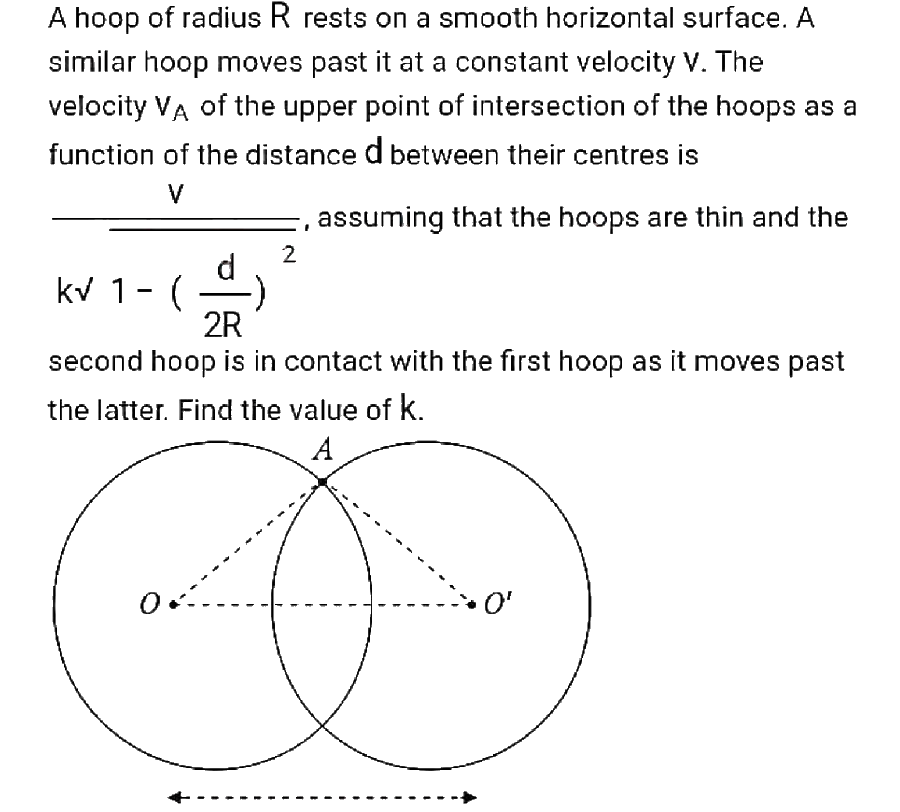 A hoop of radius R rests on a smooth horizontal surface. A
similar hoop moves past it at a constant velocity v. The
velocity vA of the upper point of intersection of the hoops as a
function of the distance d between their centres is
v
, assuming that the hoops are thin and the
k√ 1 - ( d/2R ) 2
second hoop is in contact with the first hoop as it moves past
the latter. Find the value of k.
A
O
O'